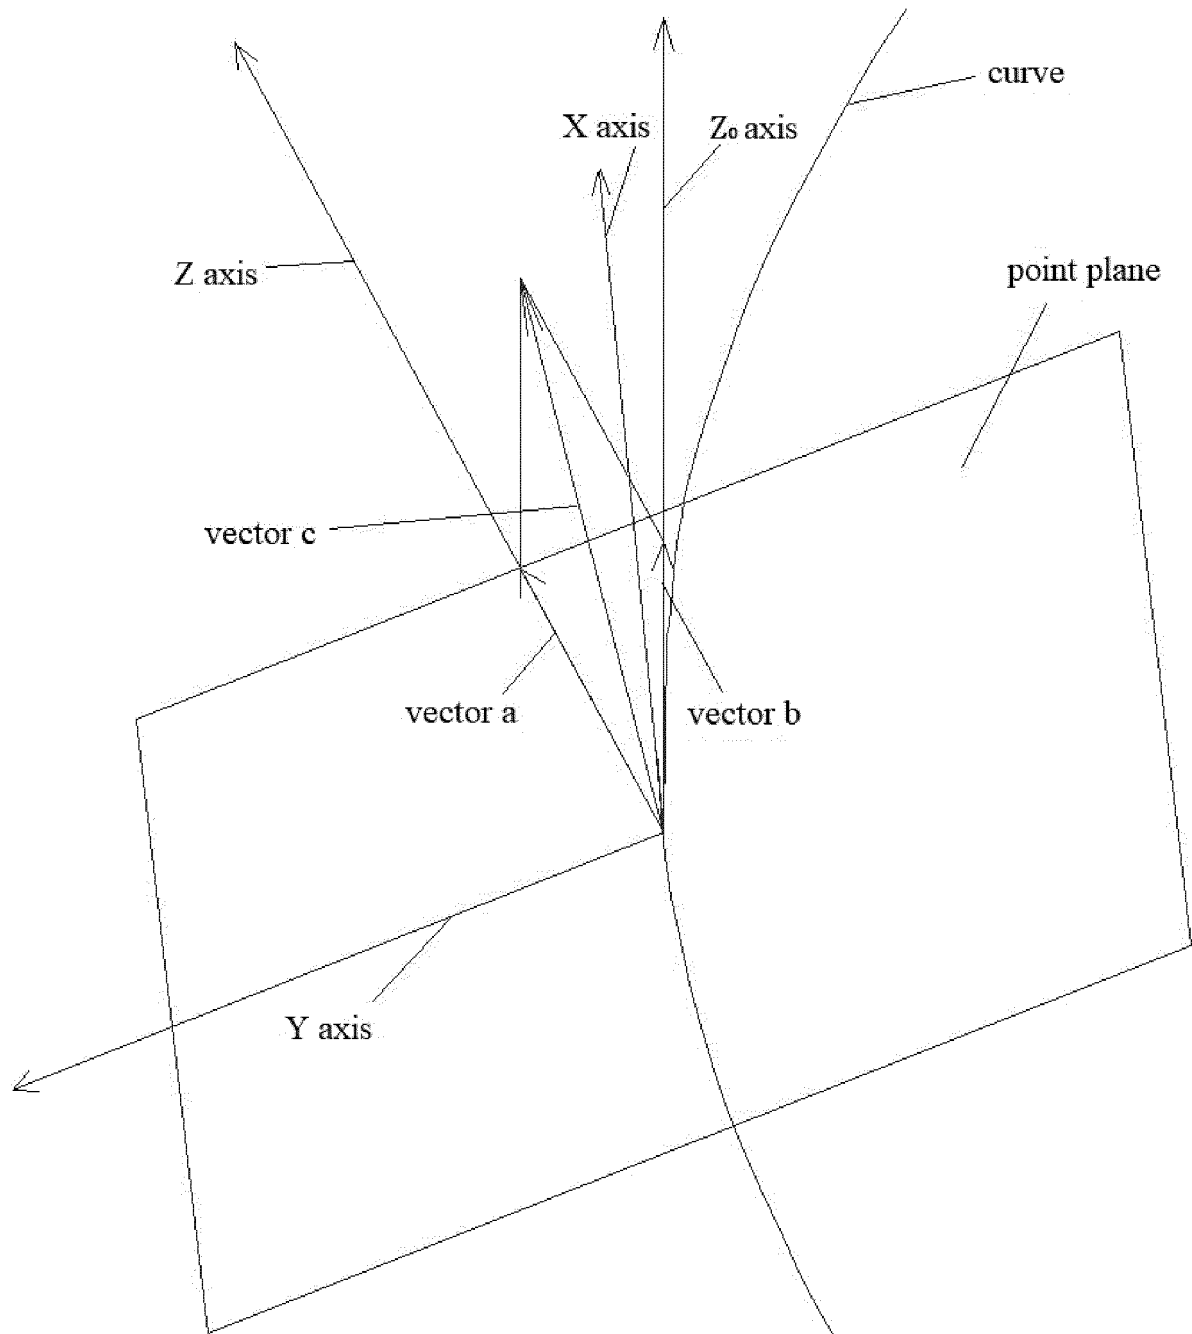 curve
X axis
Z₀ axis
Z axis
point plane
vector c
vector a
vector b
Y axis